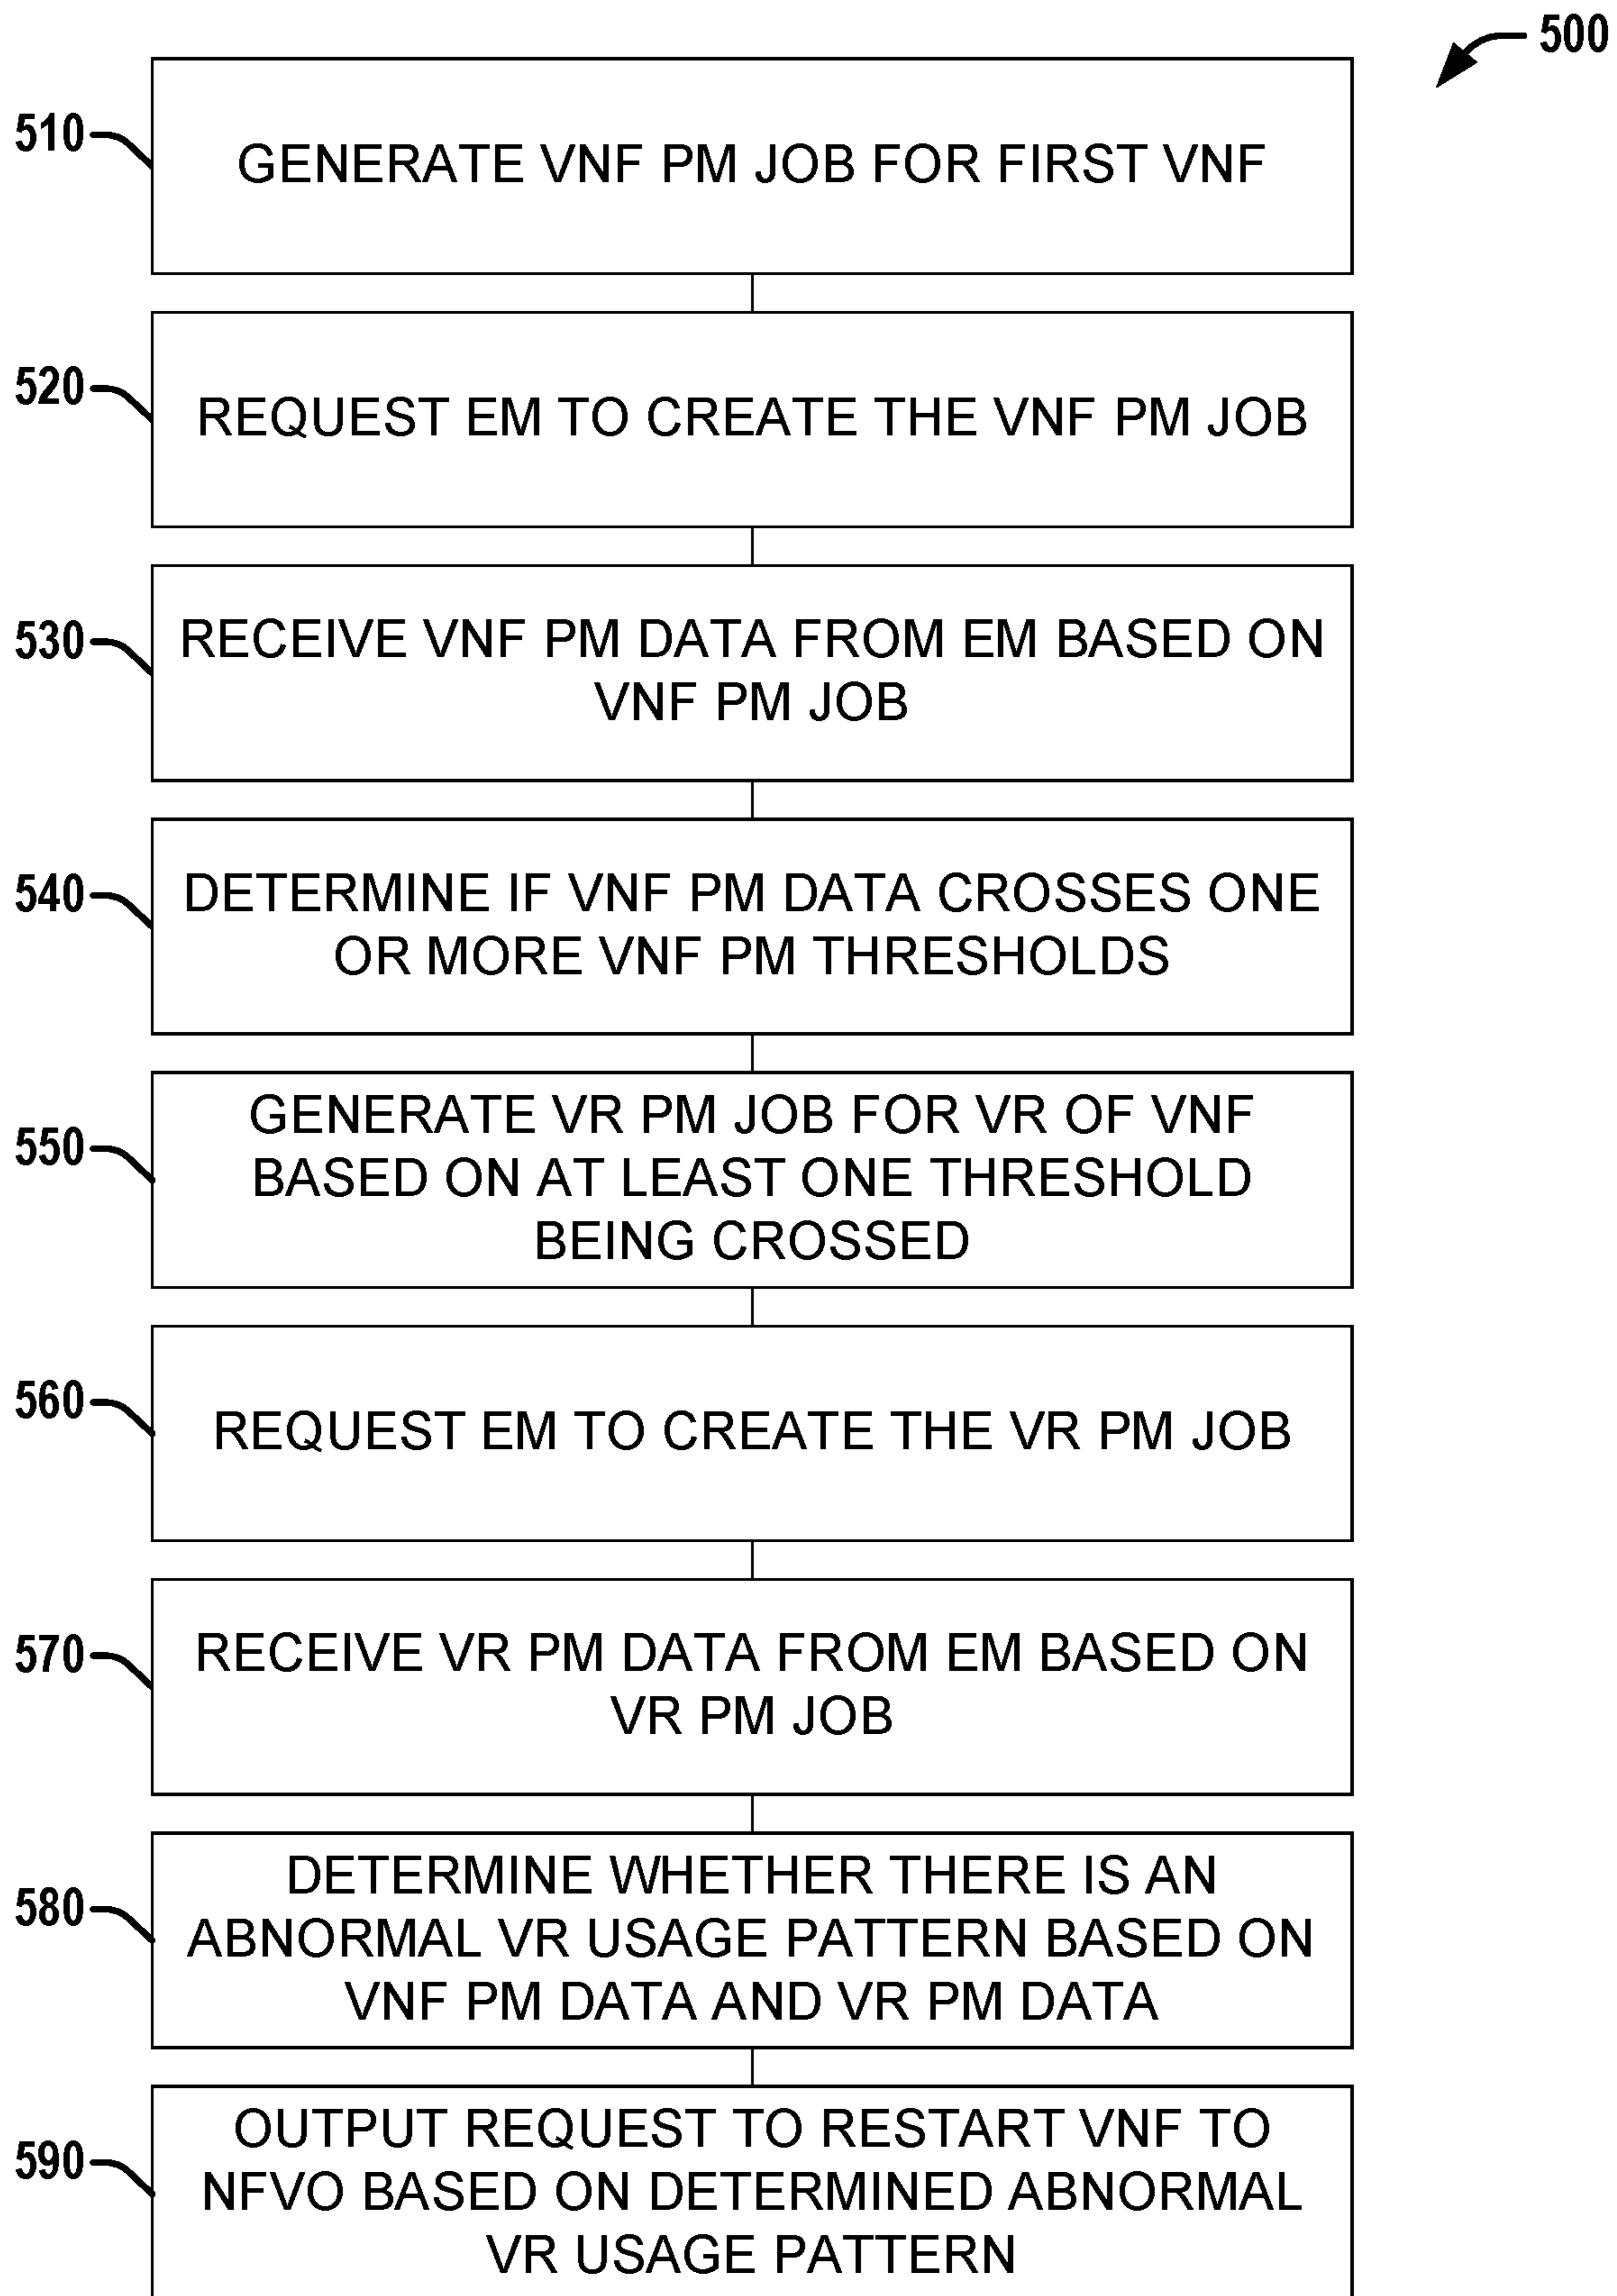 500
510
GENERATE VNF PM JOB FOR FIRST VNF
520
REQUEST EM TO CREATE THE VNF PM JOB
530
RECEIVE VNF PM DATA FROM EM BASED ON
VNF PM JOB
540
DETERMINE IF VNF PM DATA CROSSES ONE
OR MORE VNF PM THRESHOLDS
550
GENERATE VR PM JOB FOR VR OF VNF
BASED ON AT LEAST ONE THRESHOLD
BEING CROSSED
560
REQUEST EM TO CREATE THE VR PM JOB
570
RECEIVE VR PM DATA FROM EM BASED ON
VR PM JOB
580
DETERMINE WHETHER THERE IS AN
ABNORMAL VR USAGE PATTERN BASED ON
VNF PM DATA AND VR PM DATA
590
OUTPUT REQUEST TO RESTART VNF TO
NFVO BASED ON DETERMINED ABNORMAL
VR USAGE PATTERN